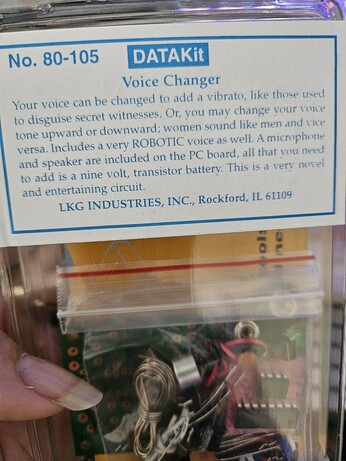 No. 80-105 DATAKit
Voice Changer
Your voice can be changed to add a vibrato, like those used
to disguise secret witnesses. Or, you may change your voice
tone upward or downward; women sound like men and vice
versa. Includes a very ROBOTIC voice as well. A microphone
and speaker are included on the PC board, all that you need
to add is a nine volt, transistor battery. This is a very novel
and entertaining circuit.
LKG INDUSTRIES, INC., Rockford, IL 61109